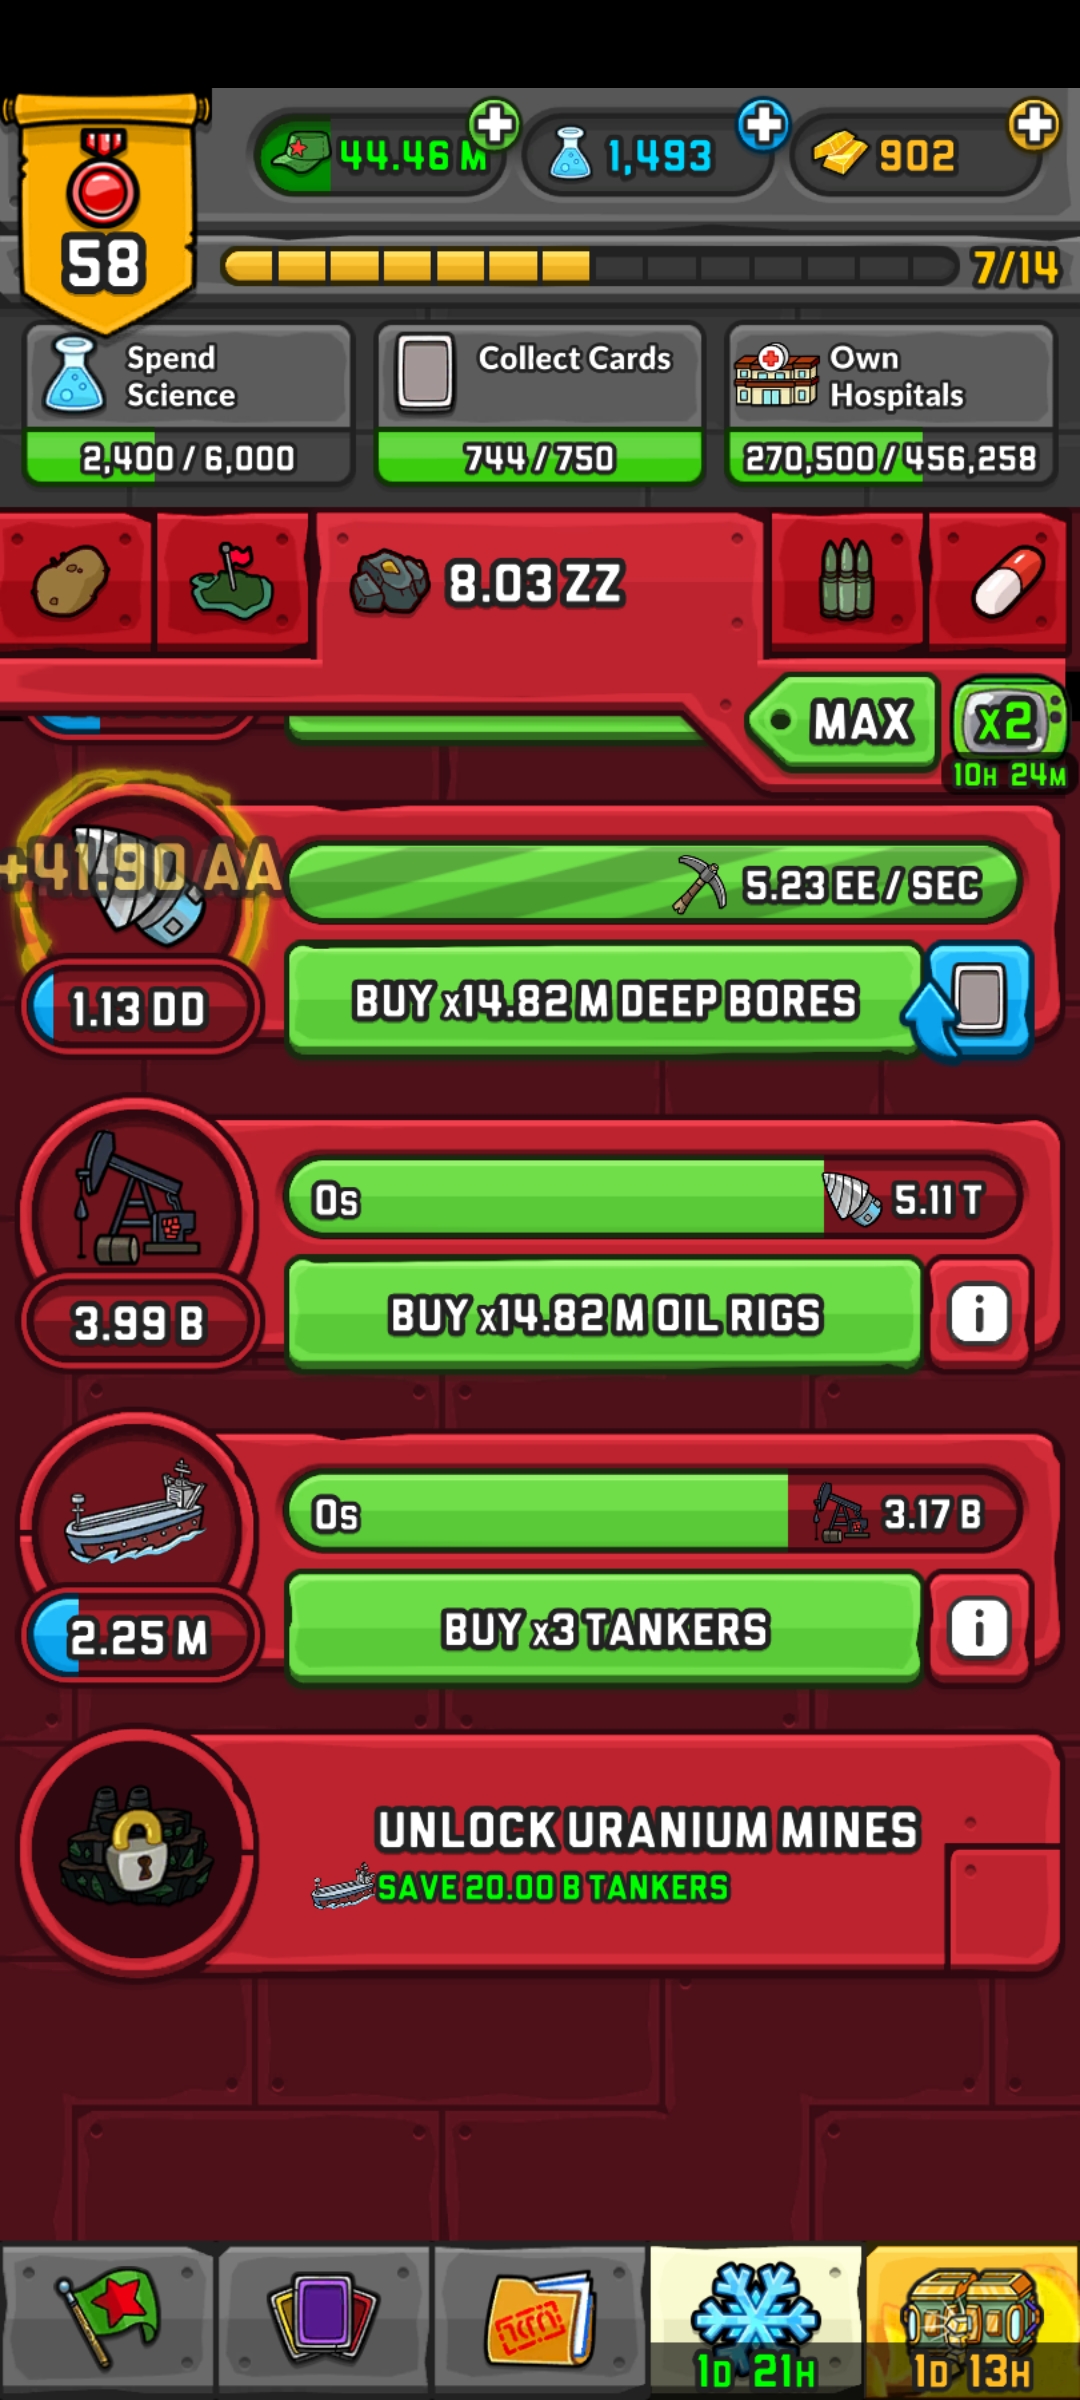 44.46 M
1,493
902
58
7/14
Spend
Science
2,400 / 6,000
Collect Cards
744 / 750
Own
Hospitals
270,500 / 456,258
8.03 ZZ
MAX
x2
10H 24M
+41.90 AA
5.23 EE / SEC
1.13 DD
BUY x14.82 M DEEP BORES
0s
5.11 T
3.99 B
BUY x14.82 M OIL RIGS
0s
3.17 B
2.25 M
BUY x3 TANKERS
UNLOCK URANIUM MINES
SAVE 20.00 B TANKERS
1D 21H
1D 13H